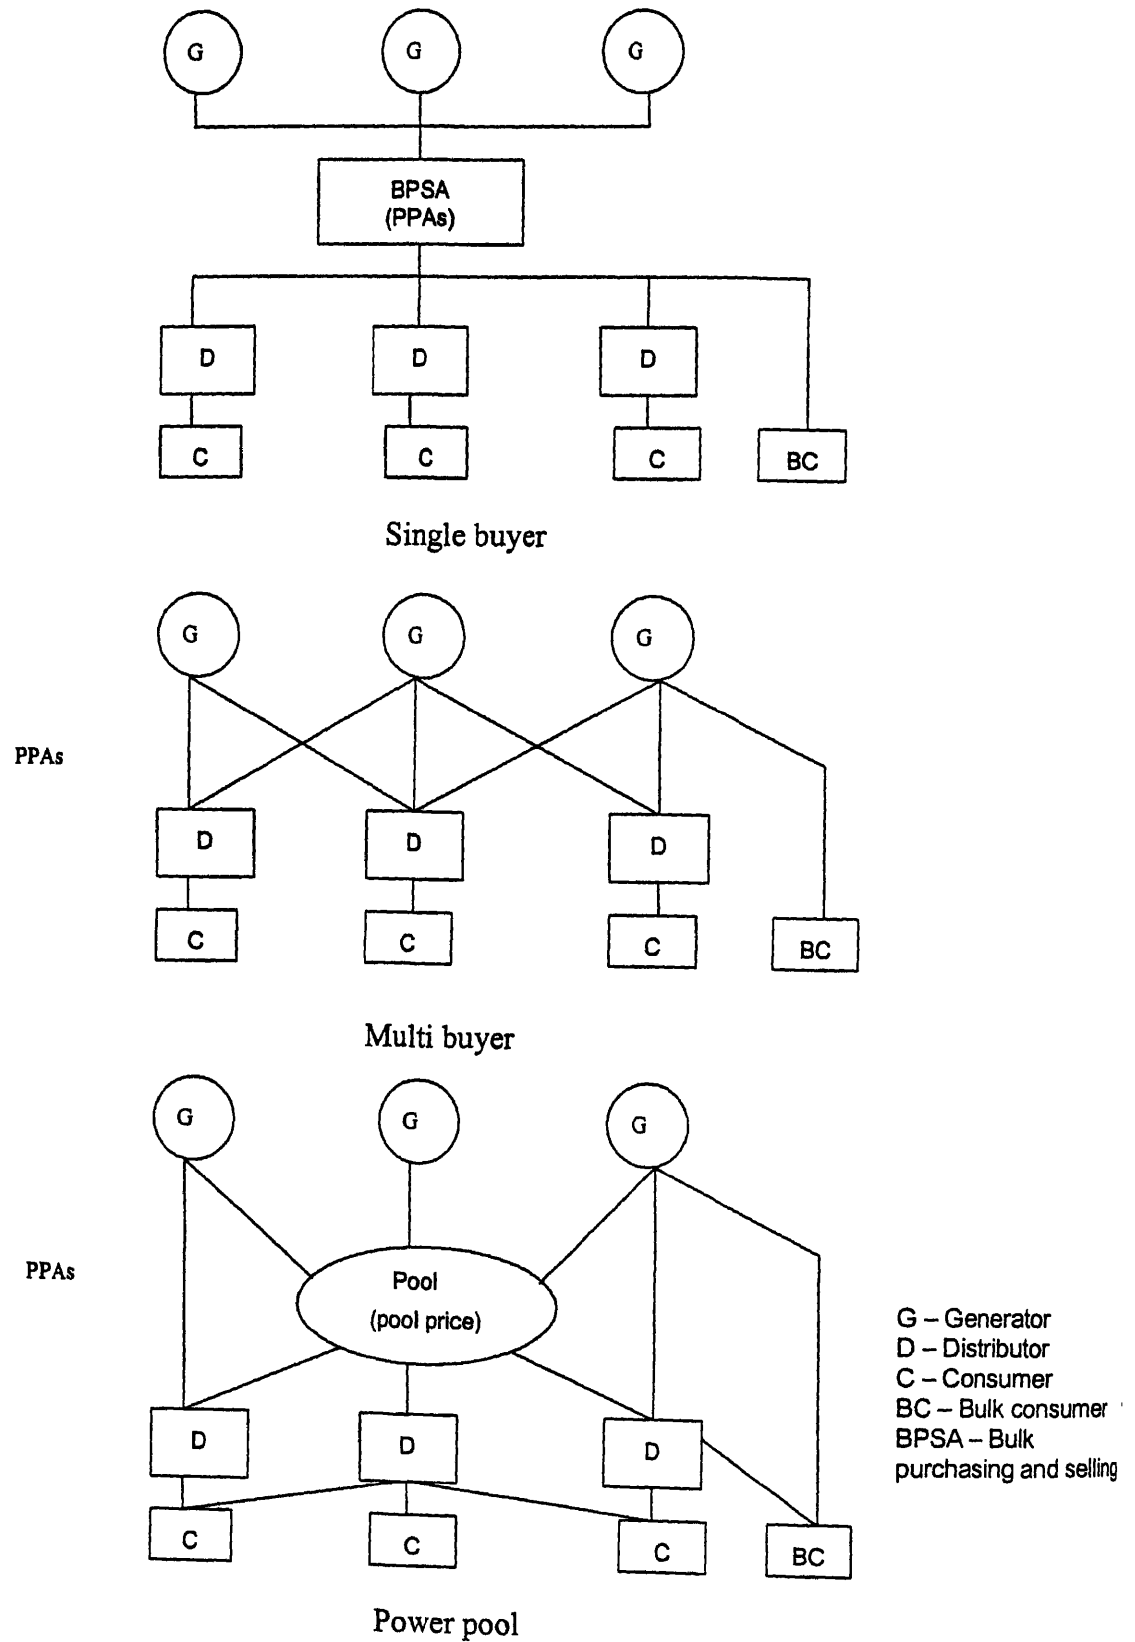 G
G
G
BPSA
(PPAs)
D
D
D
C
C
C
BC
Single buyer
G
G
G
PPAs
D
D
D
C
C
C
BC
Multi buyer
G
G
G
PPAs
Pool
(pool price)
G – Generator
D – Distributor
C – Consumer
BC – Bulk consumer
BPSA – Bulk
purchasing and selling
D
D
D
C
C
C
BC
Power pool